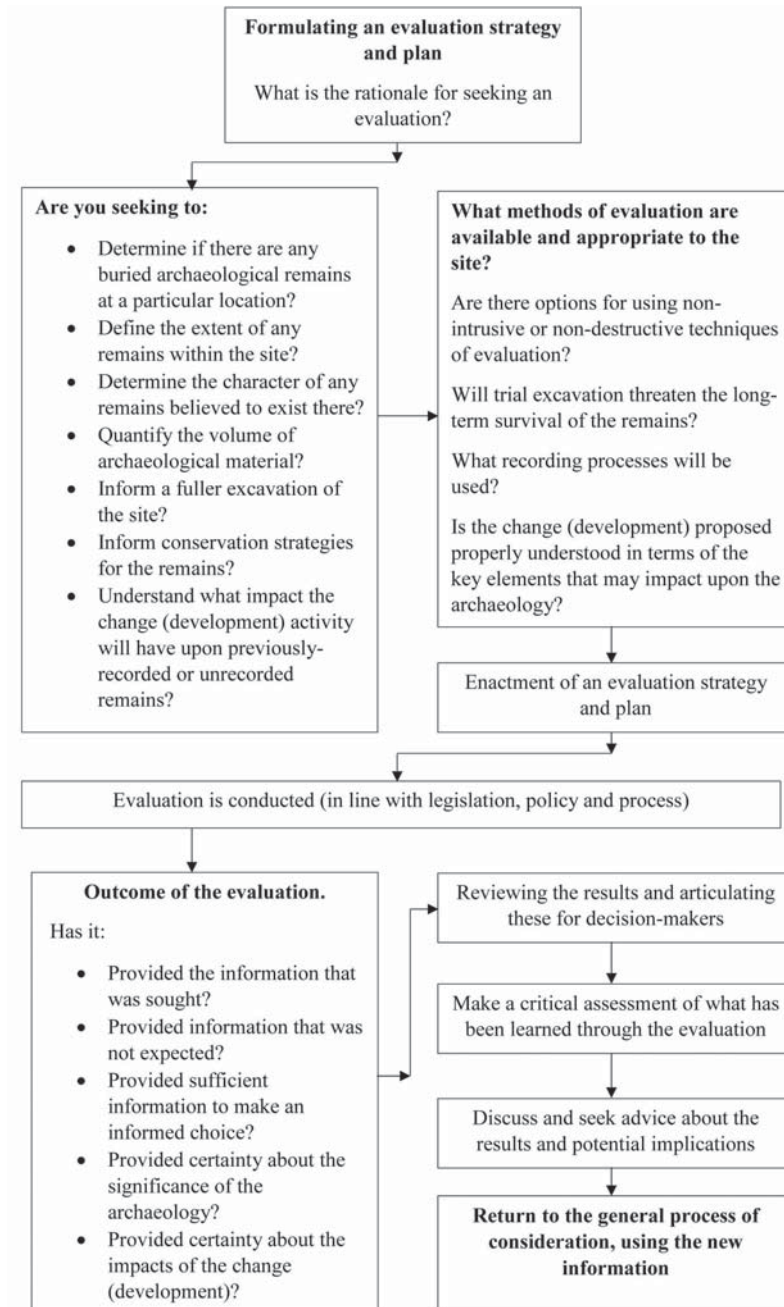 Formulating an evaluation strategy
and plan
What is the rationale for seeking an
evaluation?
Are you seeking to:
• Determine if there are any
buried archaeological remains
at a particular location?
• Define the extent of any
remains within the site?
• Determine the character of any
remains believed to exist there?
• Quantify the volume of
archaeological material?
• Inform a fuller excavation of
the site?
• Inform conservation strategies
for the remains?
• Understand what impact the
change (development) activity
will have upon previously-
recorded or unrecorded
remains?
What methods of evaluation are
available and appropriate to the
site?
Are there options for using non-
intrusive or non-destructive techniques
of evaluation?
Will trial excavation threaten the long-
term survival of the remains?
What recording processes will be
used?
Is the change (development) proposed
properly understood in terms of the
key elements that may impact upon the
archaeology?
Enactment of an evaluation strategy
and plan
Evaluation is conducted (in line with legislation, policy and process)
Outcome of the evaluation.
Has it:
• Provided the information that
was sought?
• Provided information that was
not expected?
• Provided sufficient
information to make an
informed choice?
• Provided certainty about the
significance of the
archaeology?
• Provided certainty about the
impacts of the change
(development)?
Reviewing the results and articulating
these for decision-makers
Make a critical assessment of what has
been learned through the evaluation
Discuss and seek advice about the
results and potential implications
Return to the general process of
consideration, using the new
information